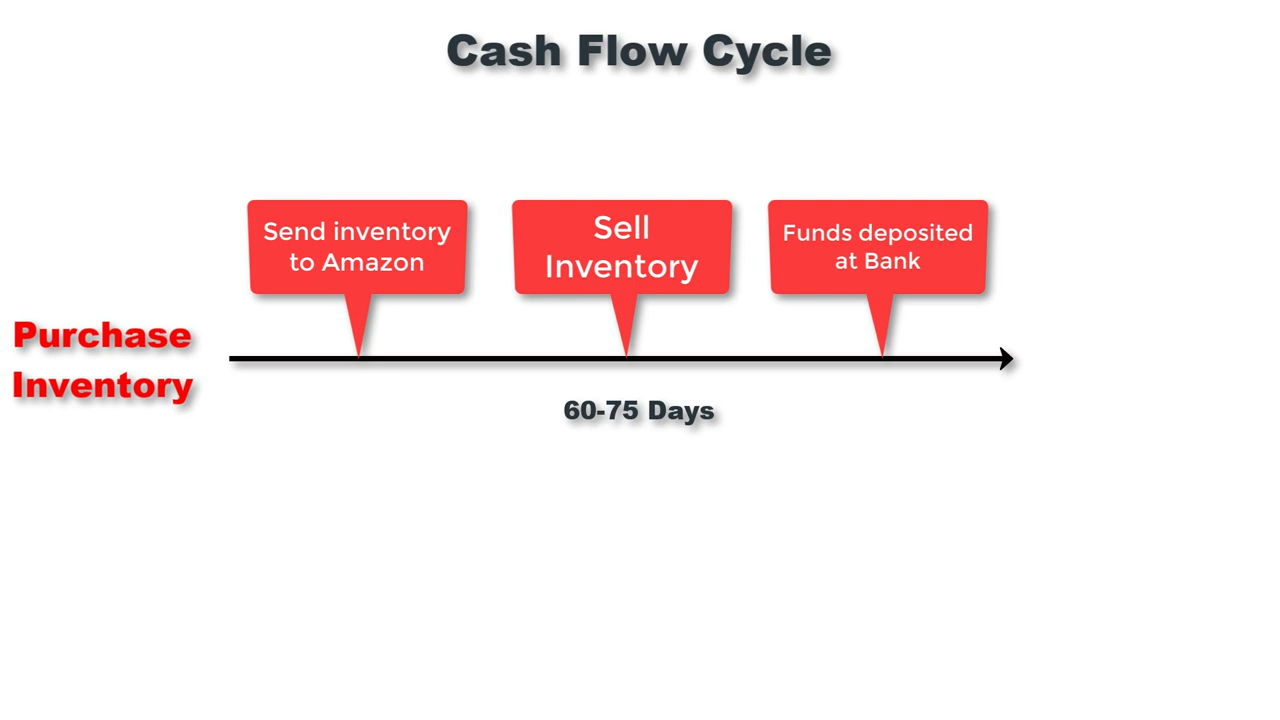 Cash Flow Cycle
Send inventory
to Amazon
Sell
Inventory
Funds deposited
at Bank
Purchase
Inventory
60-75 Days